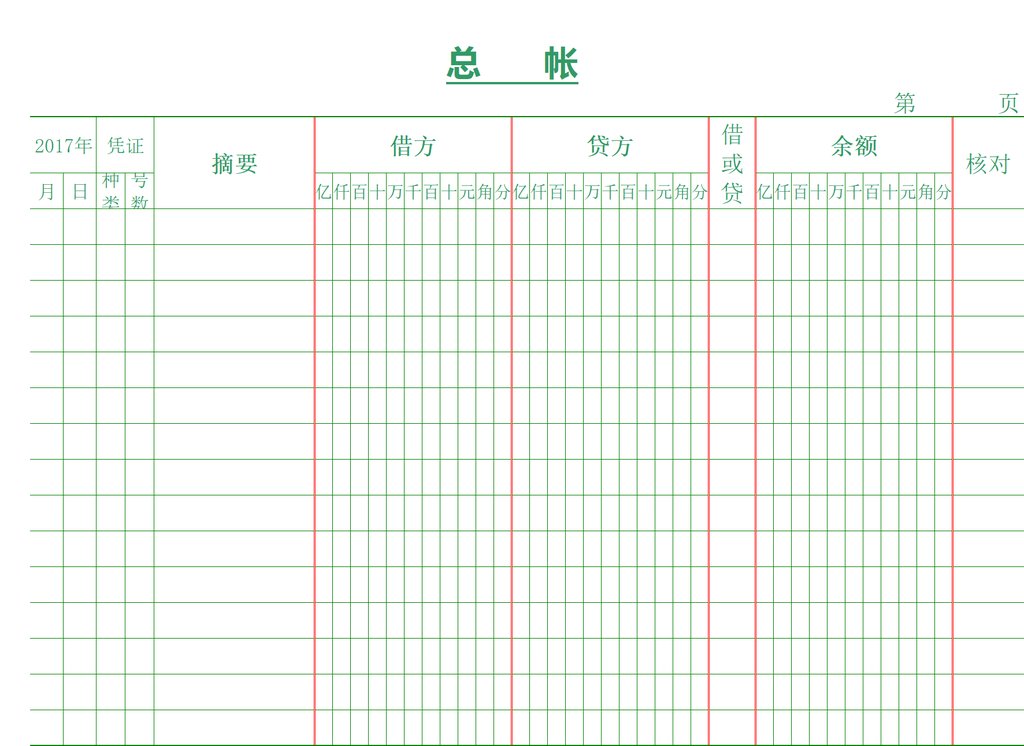 总 帐
第 页
2017年 凭证 摘要 借方 贷方 借或贷 余额 核对
月 日 种类 号数 亿仟百十万千百十元角分 亿仟百十万千百十元角分 亿仟百十万千百十元角分